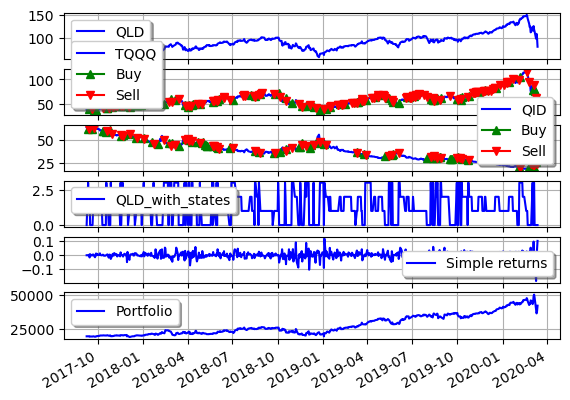 150
100
QLD
TQQQ
Buy
Sell
100
50
QID
Buy
Sell
50
25
2.5
0.0
QLD_with_states
0.1
0.0
−0.1
Simple returns
50000
25000
Portfolio
2017-10 2018-01 2018-04 2018-07 2018-10 2019-01 2019-04 2019-07 2019-10 2020-01 2020-04